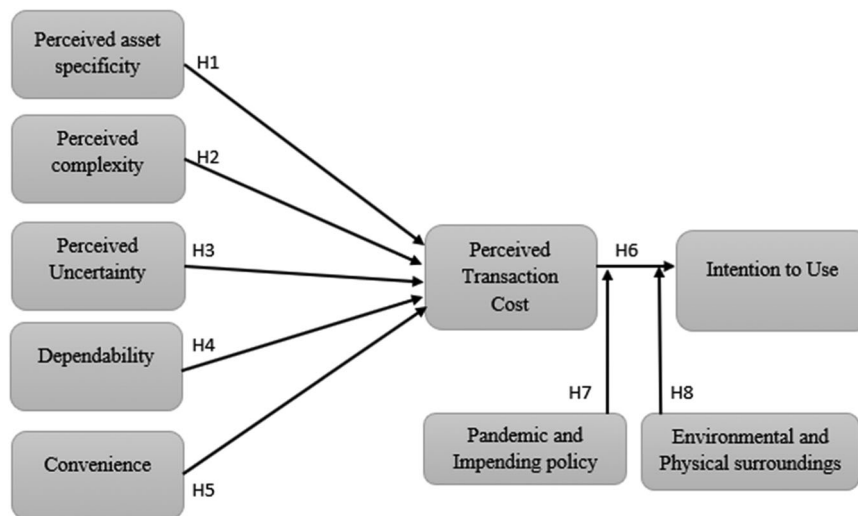 Perceived asset
specificity
H1
Perceived
complexity
H2
Perceived
Uncertainty
H3
Dependability
H4
Convenience
H5
Perceived
Transaction
Cost
H6
Intention to Use
H7
Pandemic and
Impending policy
H8
Environmental and
Physical surroundings